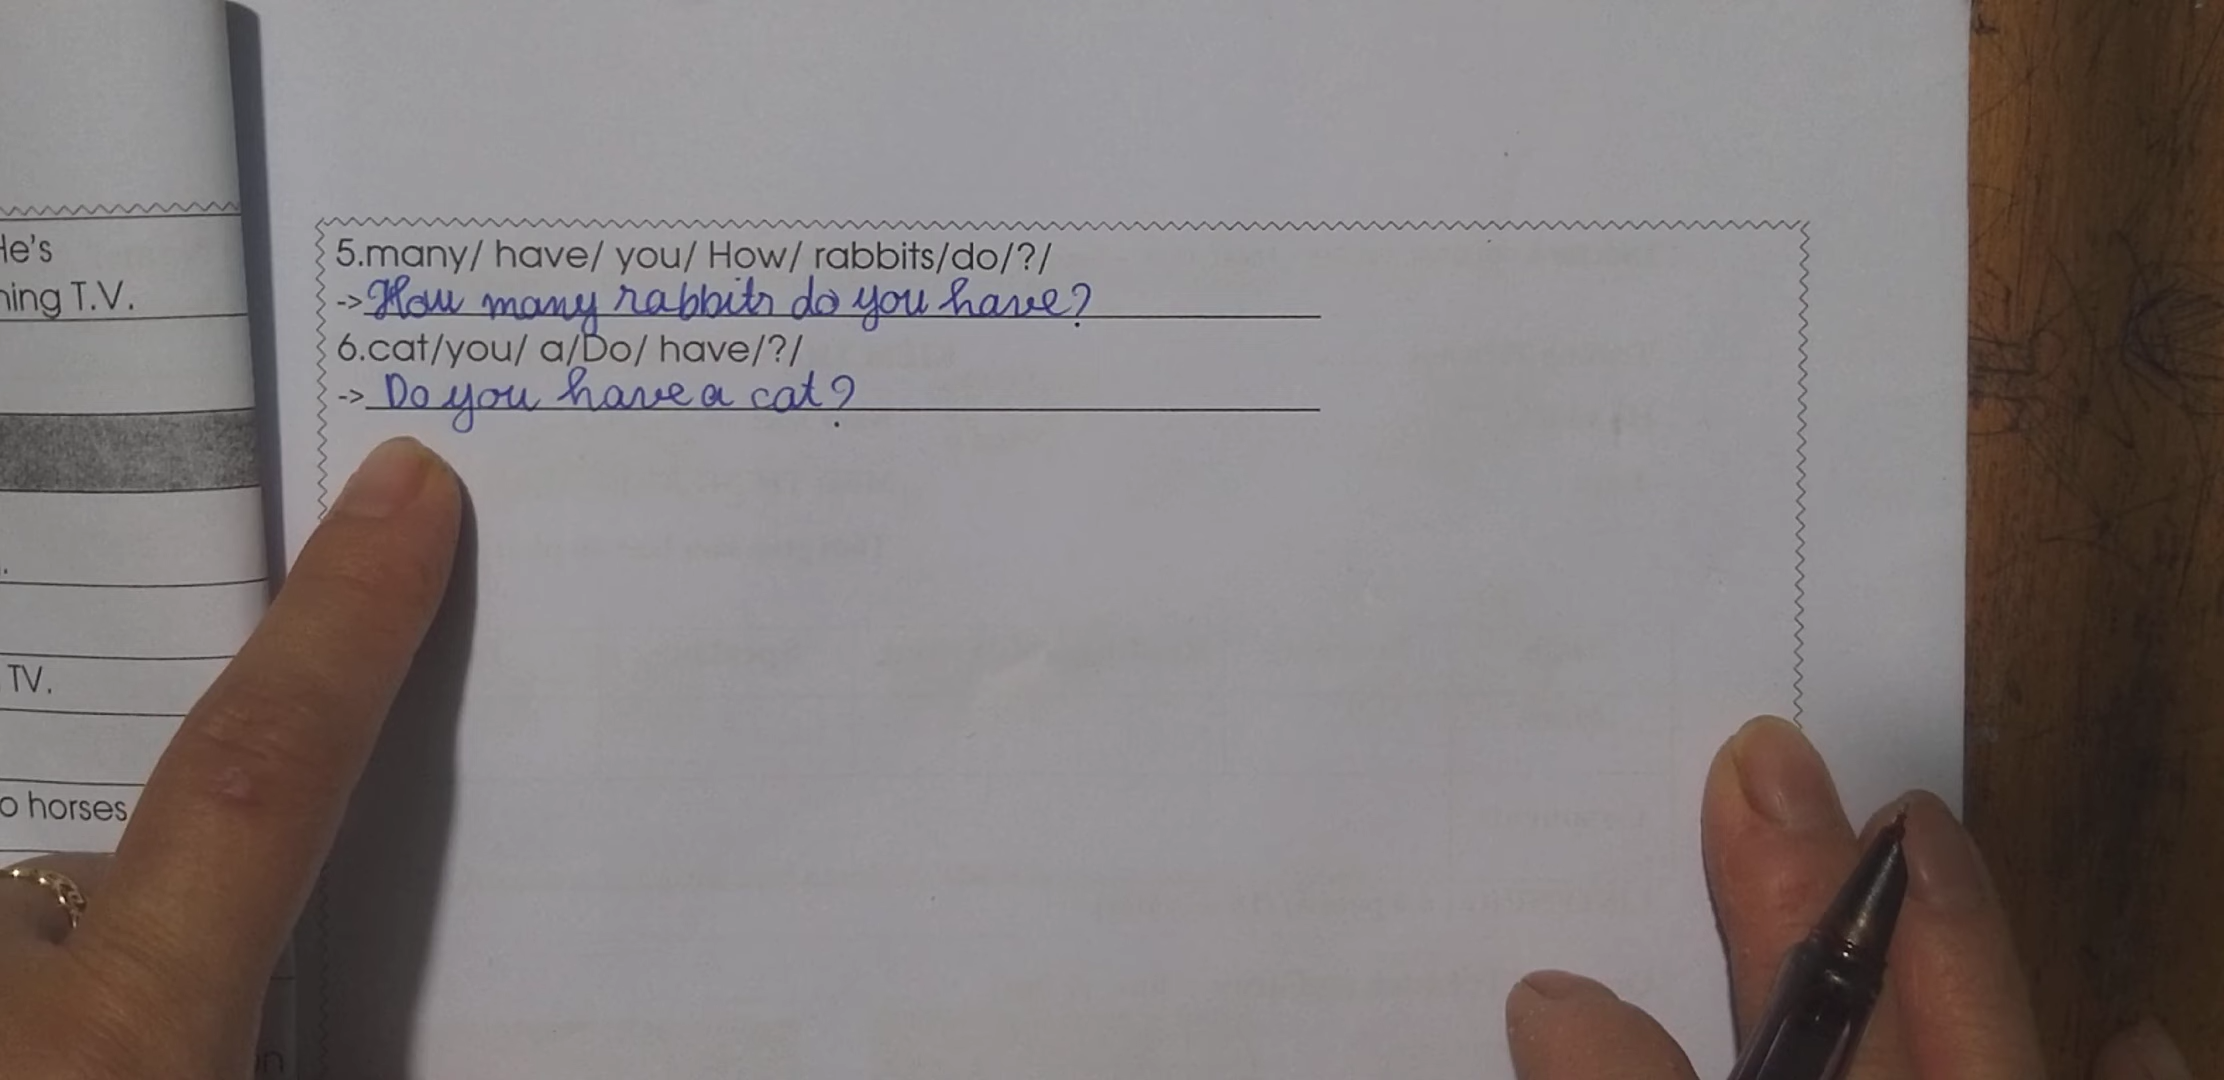 He's
ning T.V.
.
TV.
o horses
5.many/ have/ you/ How/ rabbits/do/?/
-> How many rabbits do you have?
6.cat/you/ a/Do/ have/?/
-> Do you have a cat?